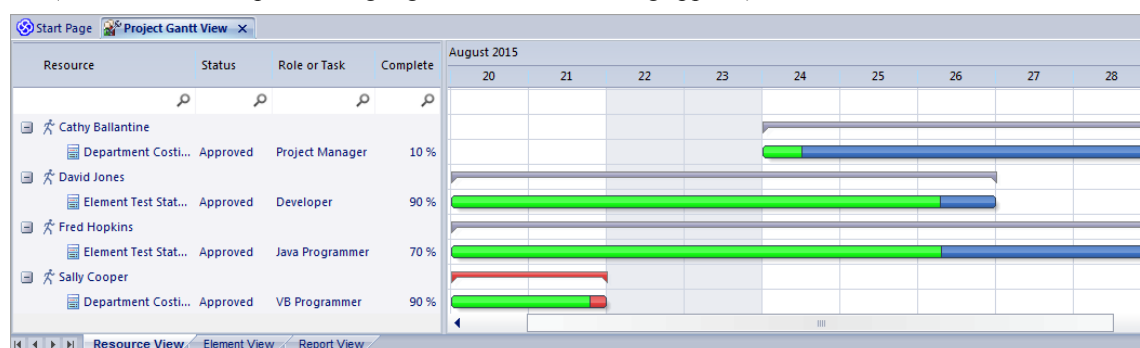 Start Page Project Gantt View X
August 2015
Resource Status Role or Task Complete
20 21 22 23 24 25 26 27 28
Cathy Ballantine
Department Costi... Approved Project Manager 10 %
David Jones
Element Test Stat... Approved Developer 90 %
Fred Hopkins
Element Test Stat... Approved Java Programmer 70 %
Sally Cooper
Department Costi... Approved VB Programmer 90 %
Resource View Element View Report View